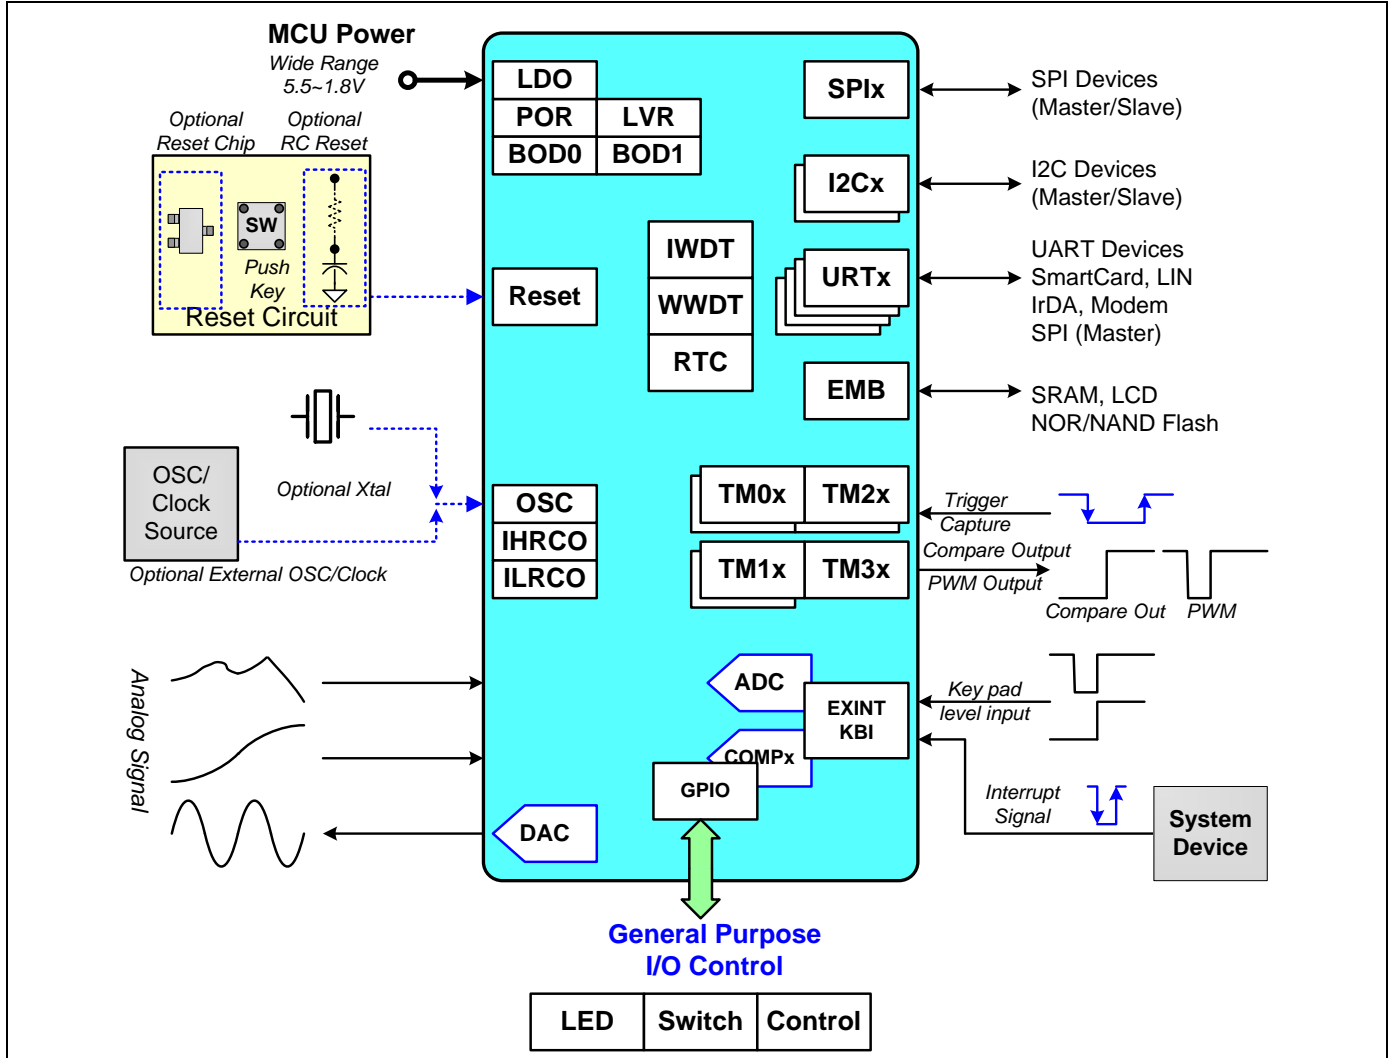 MCU Power
Wide Range
5.5~1.8V
Optional
Reset Chip
Optional
RC Reset
SW
Push
Key
Reset Circuit
OSC/
Clock
Source
Optional Xtal
Optional External OSC/Clock
Analog Signal
LDO
POR
LVR
BOD0
BOD1
Reset
IWDT
WWDT
RTC
OSC
IHRCO
ILRCO
DAC
SPIx
I2Cx
URTx
EMB
TM0x
TM2x
TM1x
TM3x
ADC
COMPx
EXINT
KBI
GPIO
SPI Devices
(Master/Slave)
I2C Devices
(Master/Slave)
UART Devices
SmartCard, LIN
IrDA, Modem
SPI (Master)
SRAM, LCD
NOR/NAND Flash
Trigger
Capture
Compare Output
PWM Output
Compare Out
PWM
Key pad
level input
Interrupt
Signal
System
Device
General Purpose
I/O Control
LED
Switch
Control